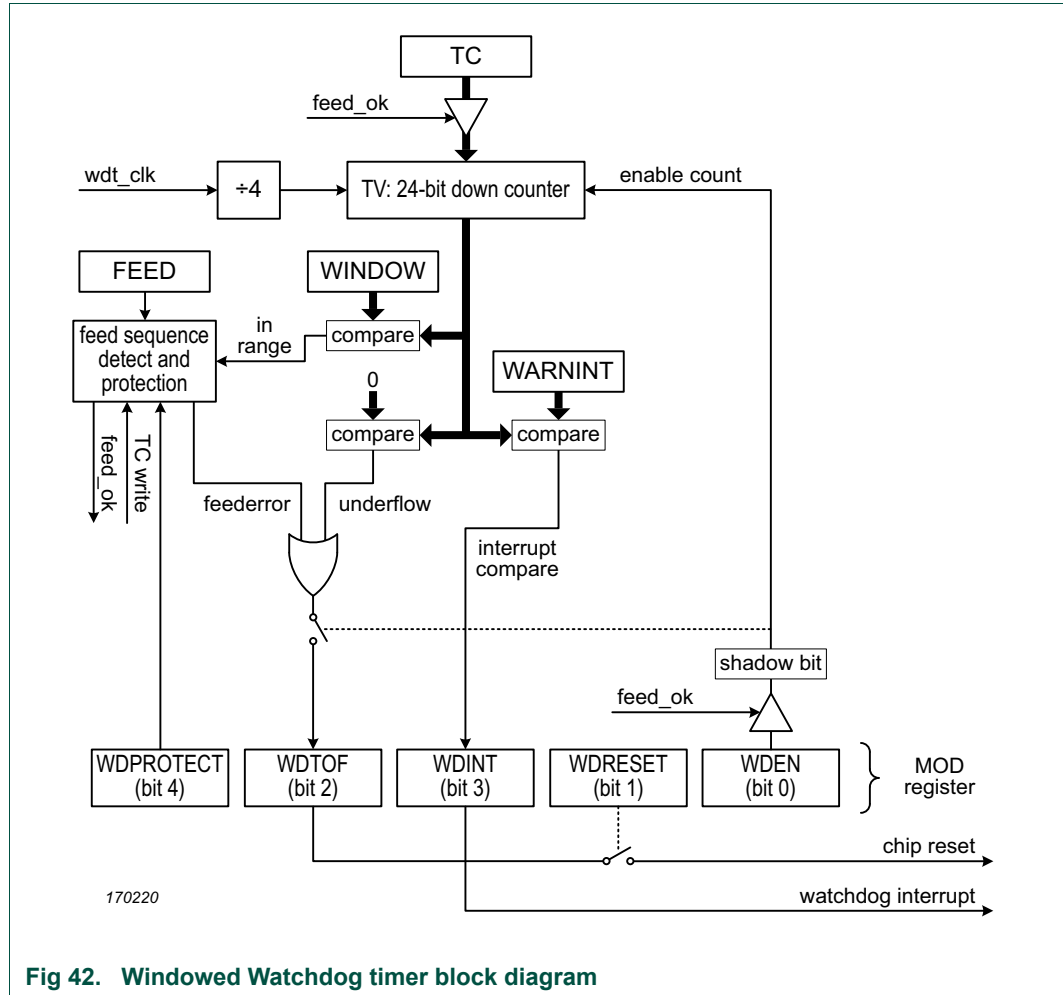 TC
feed_ok
wdt_clk
÷4
TV: 24-bit down counter
enable count
FEED
WINDOW
feed sequence
detect and
protection
in
range
compare
WARNINT
0
compare
compare
feed_ok
TC write
feederror
underflow
interrupt
compare
shadow bit
feed_ok
WDPROTECT
(bit 4)
WDTOF
(bit 2)
WDINT
(bit 3)
WDRESET
(bit 1)
WDEN
(bit 0)
MOD
register
chip reset
watchdog interrupt
170220
Fig 42. Windowed Watchdog timer block diagram